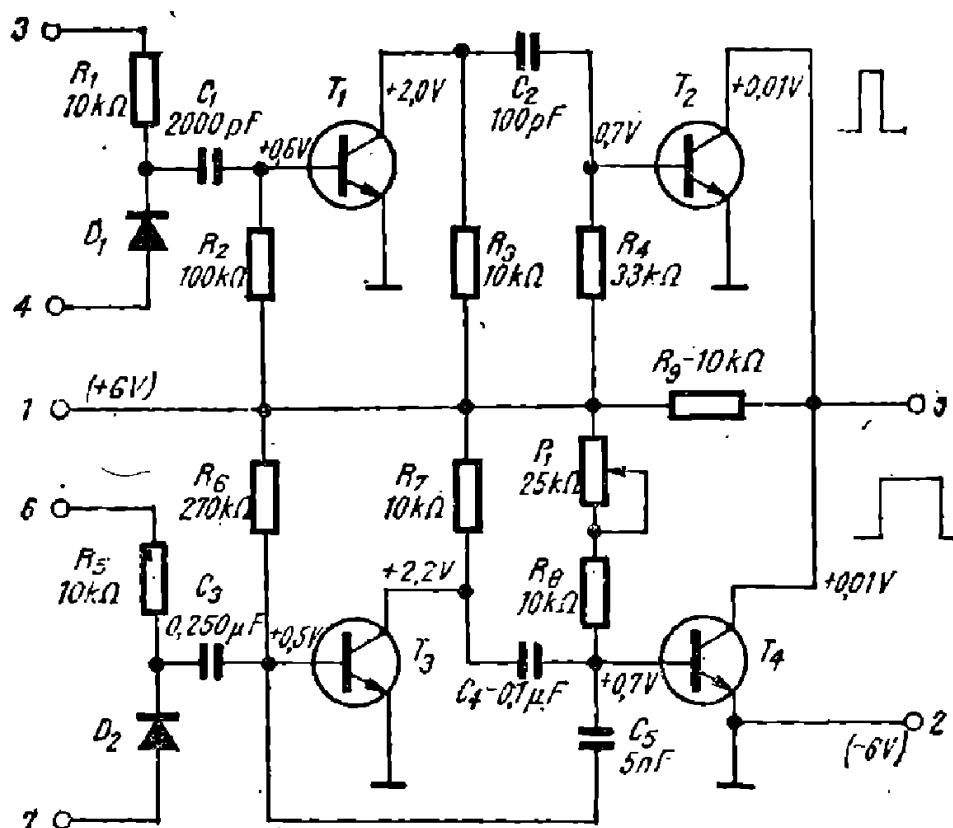 3
R1
10kΩ
C1
2000pF
+0,6V
T1
+2,0V
C2
100pF
0,7V
T2
+0,01V
D1
4
R2
100kΩ
R3
10kΩ
R4
33kΩ
R9-10kΩ
1
(+6V)
5
6
R5
10kΩ
R6
270kΩ
R7
10kΩ
P1
25kΩ
R8
10kΩ
C3
0,250μF
+0,5V
T3
+2,2V
C4-0,1μF
+0,7V
T4
+0,01V
C5
5nF
D2
7
2
(-6V)